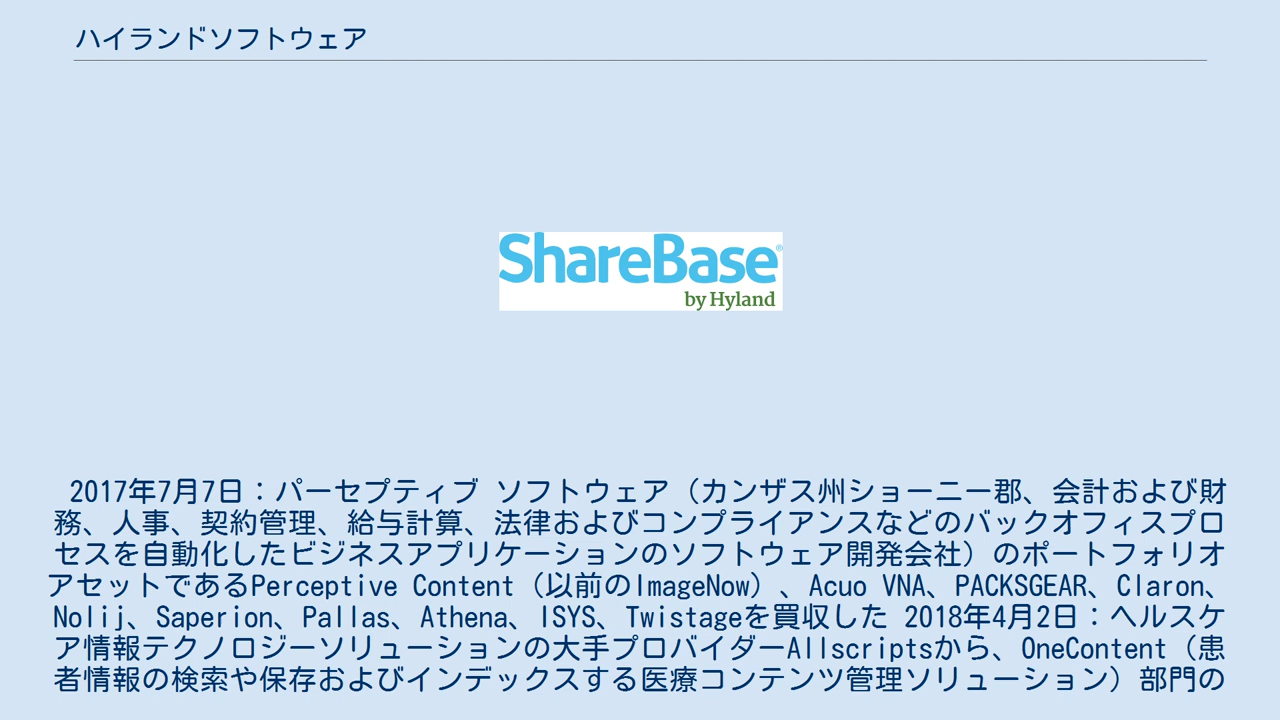 ハイランドソフトウェア
ShareBase®
by Hyland
2017年7月7日：パーセプティブ ソフトウェア（カンザス州ショーニー郡、会計および財
務、人事、契約管理、給与計算、法律およびコンプライアンスなどのバックオフィスプロ
セスを自動化したビジネスアプリケーションのソフトウェア開発会社）のポートフォリオ
アセットであるPerceptive Content（以前のImageNow）、Acuo VNA、PACKSGEAR、Claron、
Nolij、Saperion、Pallas、Athena、ISYS、Twistageを買収した 2018年4月2日：ヘルスケ
ア情報テクノロジーソリューションの大手プロバイダーAllscriptsから、OneContent（患
者情報の検索や保存およびインデックスする医療コンテンツ管理ソリューション）部門の